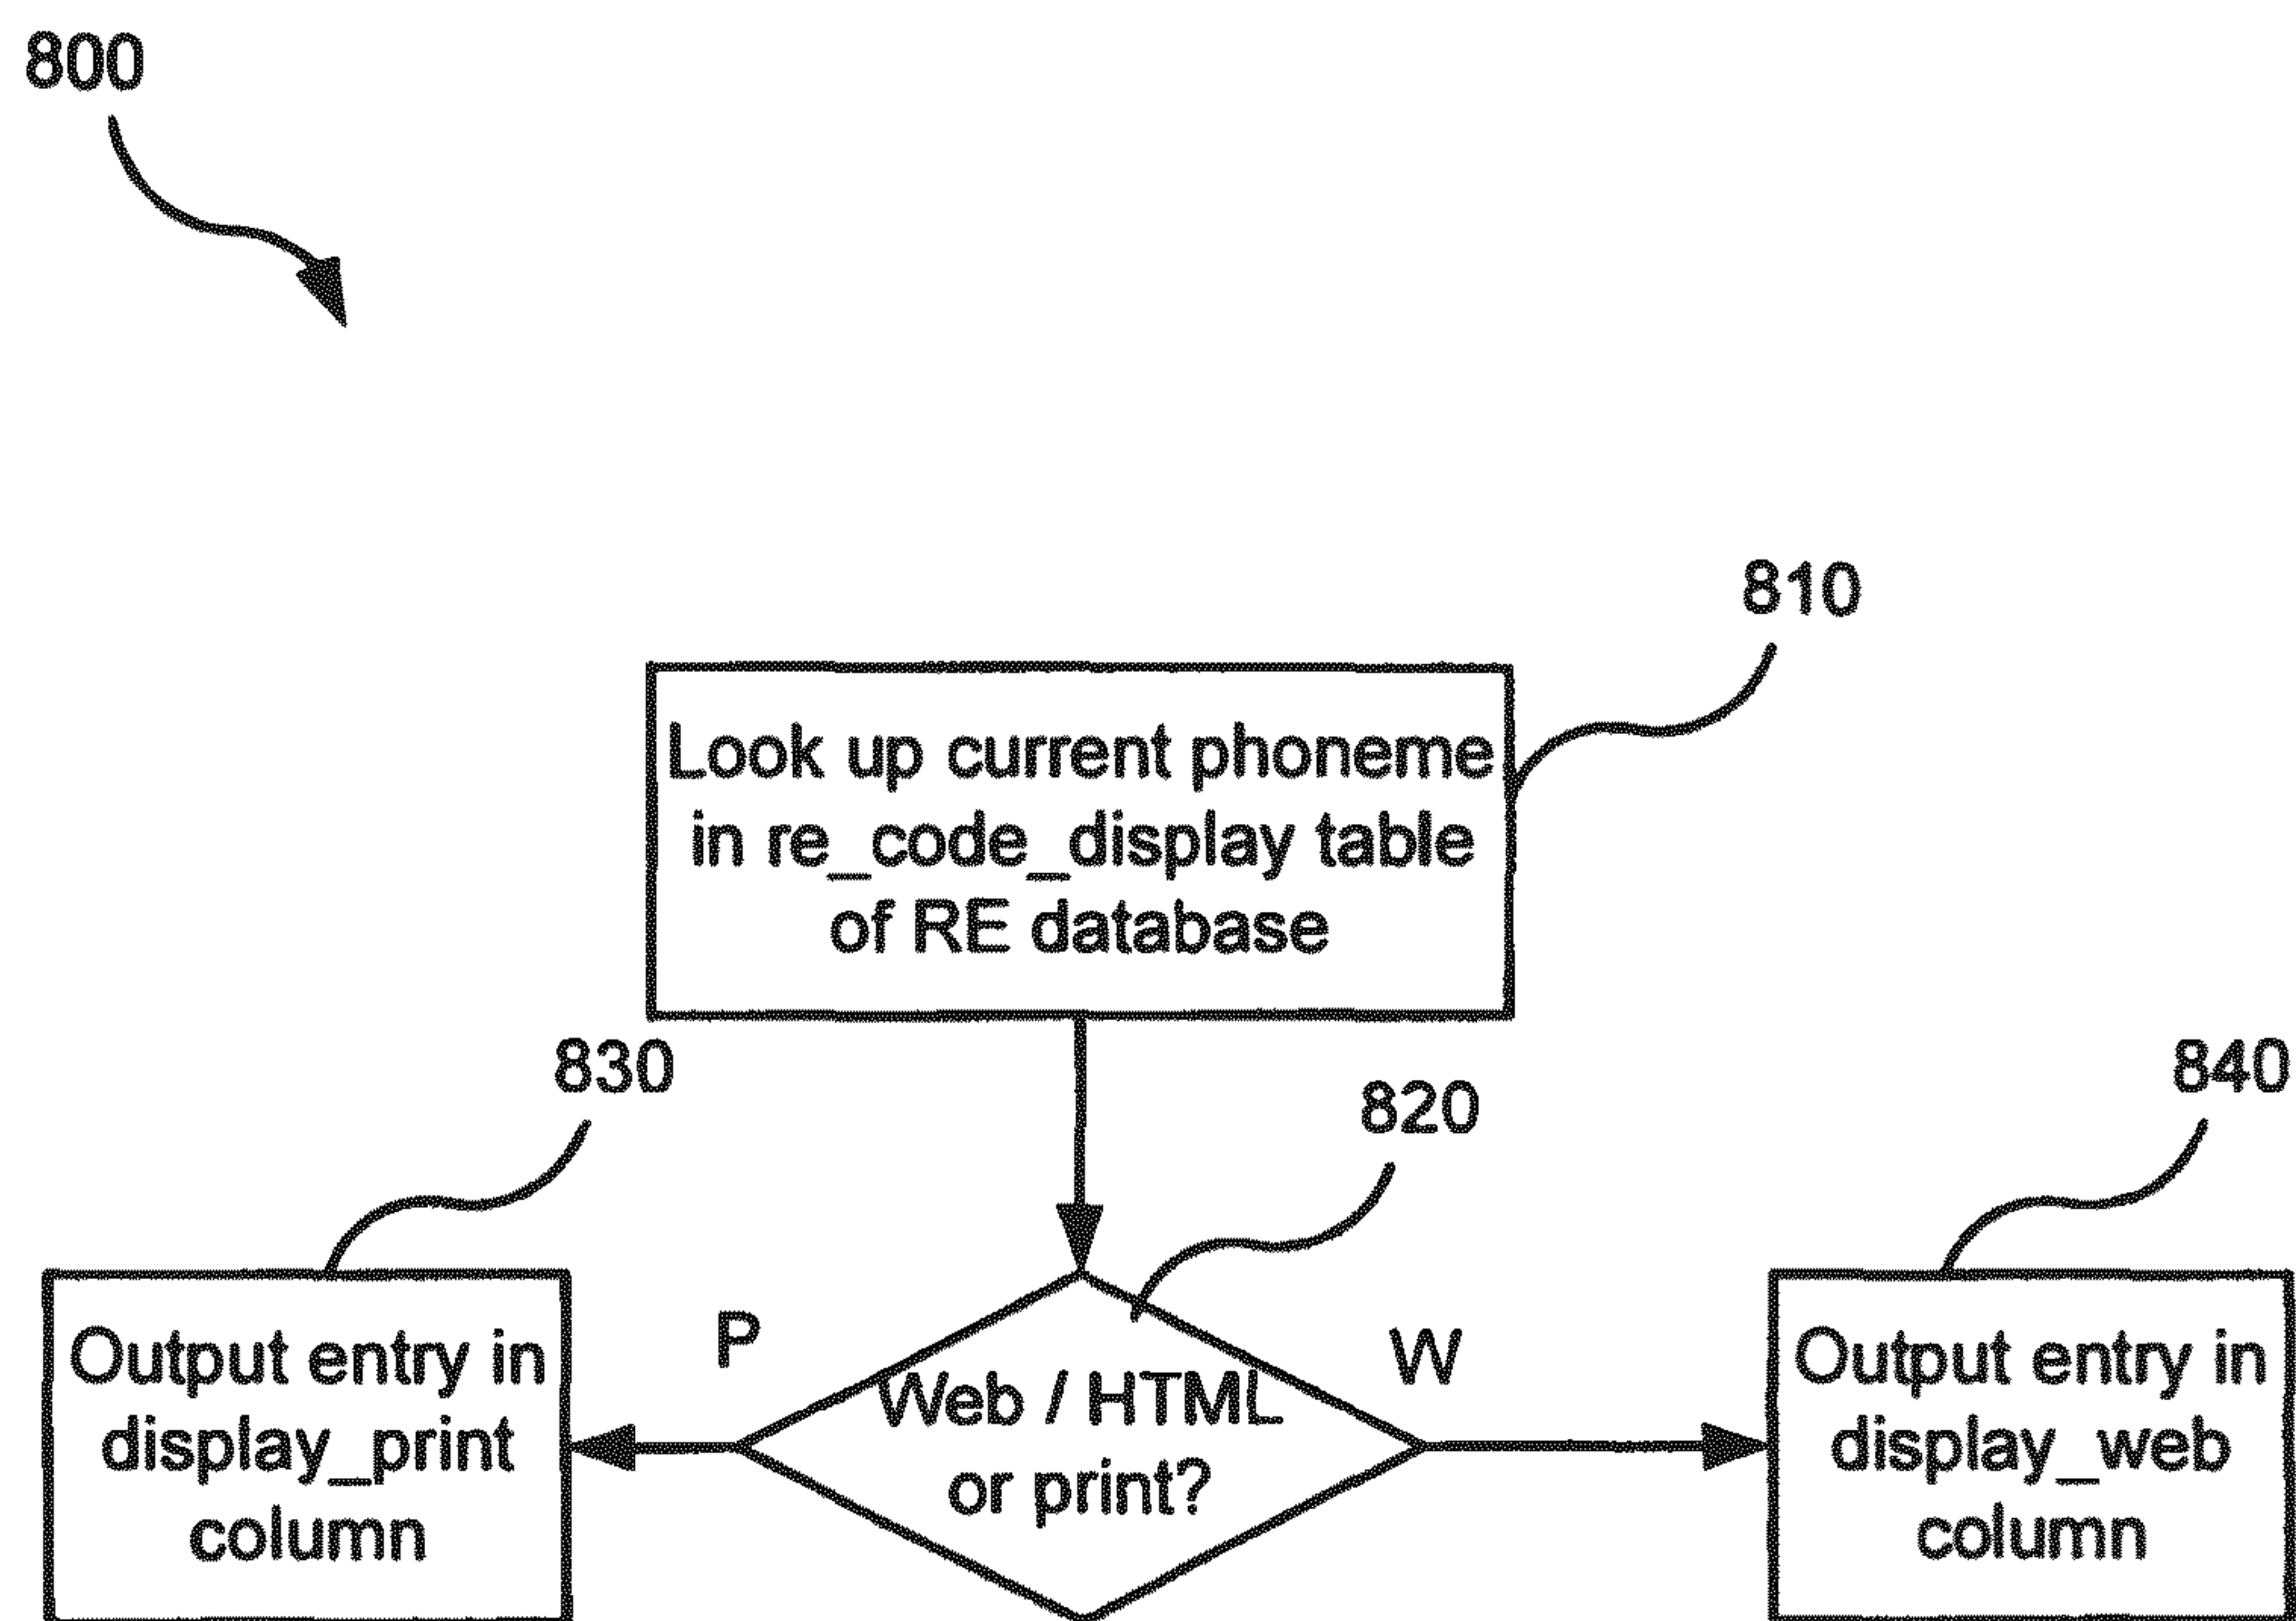 800
810
Look up current phoneme
in re_code_display table
of RE database
830
820
840
Output entry in
display_print
column
P
Web / HTML
or print?
W
Output entry in
display_web
column